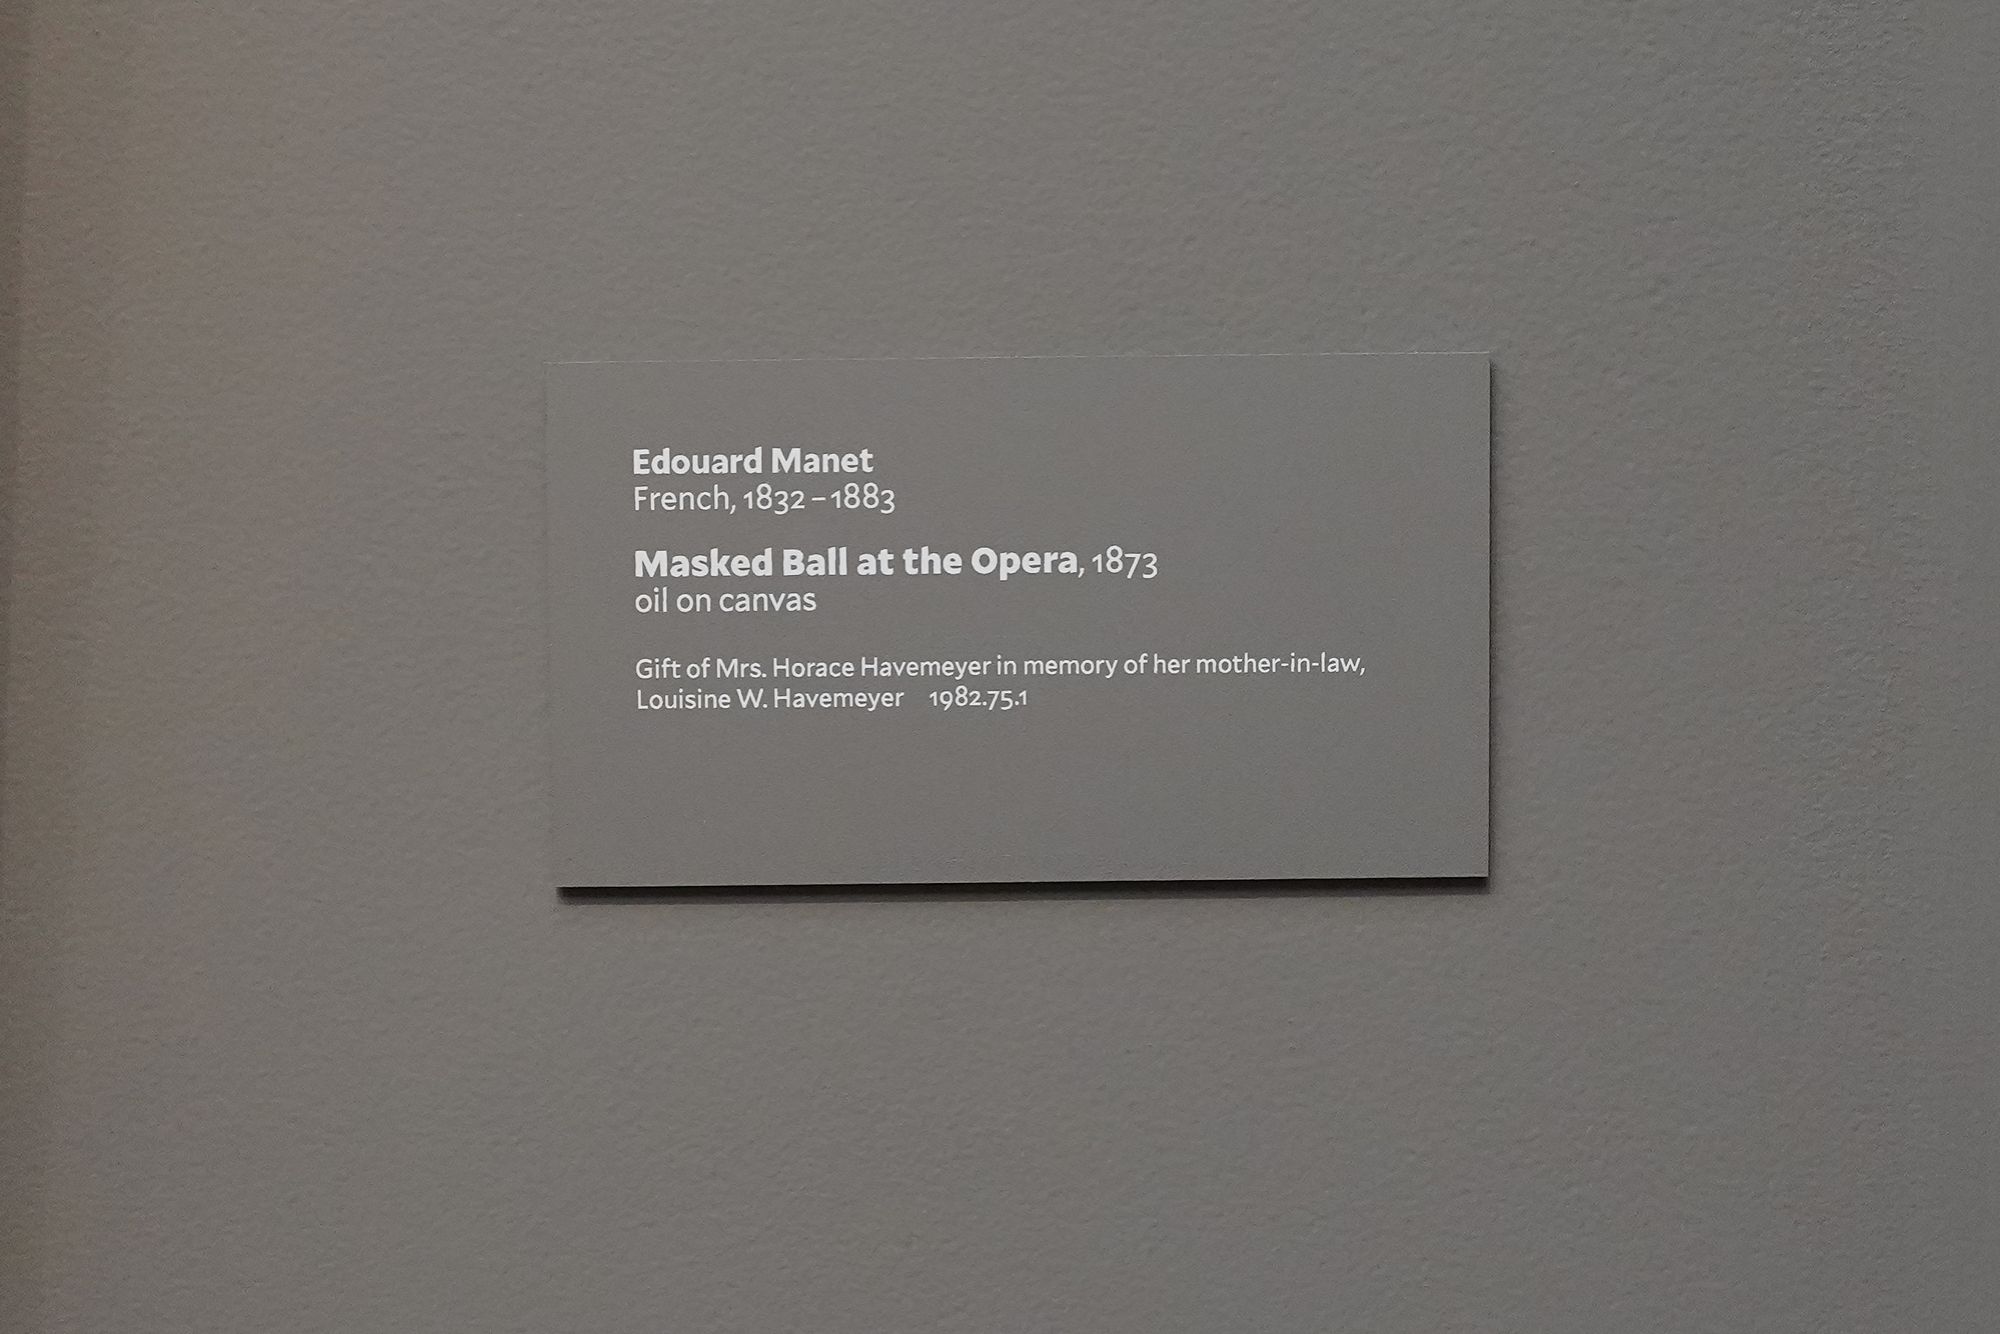 Edouard Manet
French, 1832–1883
Masked Ball at the Opera, 1873
oil on canvas
Gift of Mrs. Horace Havemeyer in memory of her mother-in-law,
Louisine W. Havemeyer 1982.75.1